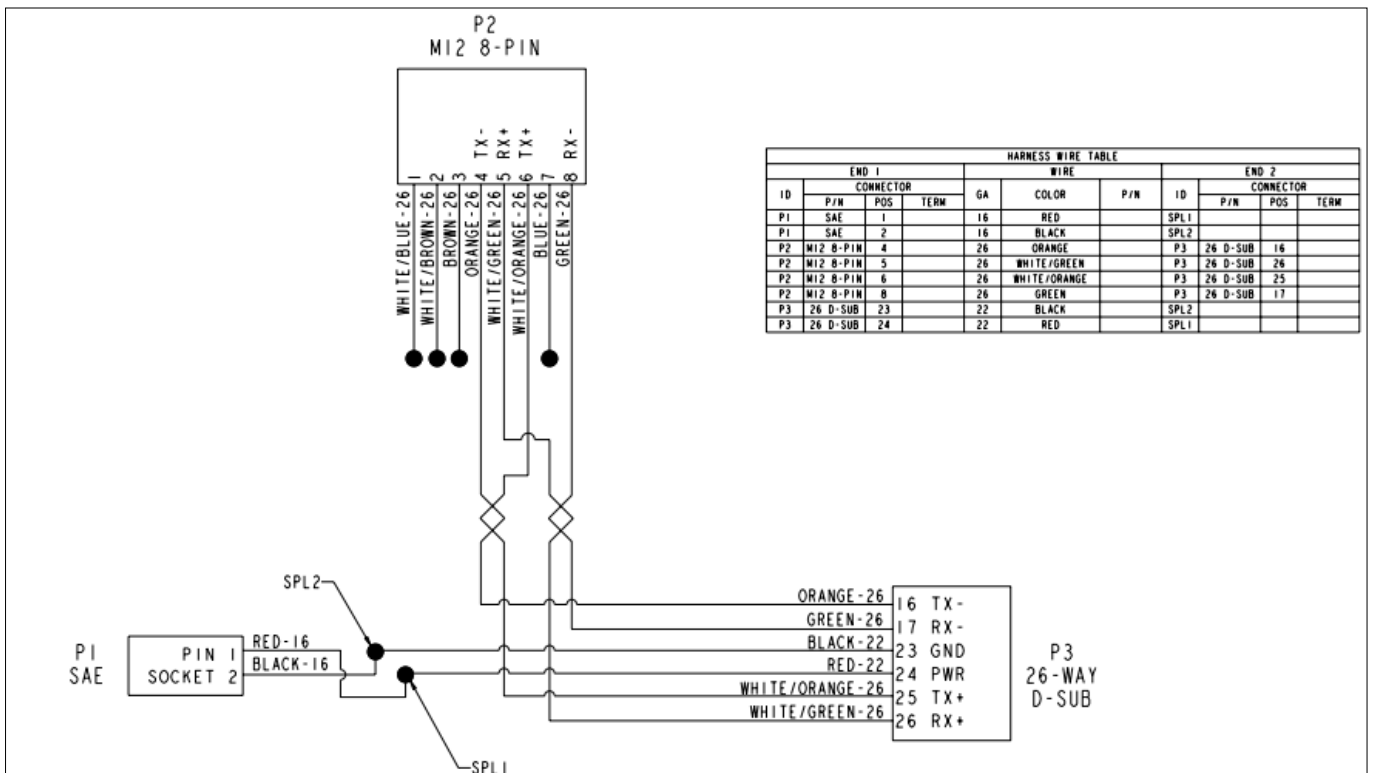 P2
M12 8-PIN
TX-
RX+
TX+
RX-
1
2
3
4
5
6
7
8
WHITE/BLUE-26
WHITE/BROWN-26
BROWN-26
ORANGE-26
WHITE/GREEN-26
WHITE/ORANGE-26
BLUE-26
GREEN-26
HARNESS WIRE TABLE
END 1 WIRE END 2
ID CONNECTOR GA COLOR P/N ID CONNECTOR
P/N POS TERM P/N POS TERM
P1 SAE 1 16 RED SPL1
P1 SAE 2 16 BLACK SPL2
P2 M12 8-PIN 4 26 ORANGE P3 26 D-SUB 16
P2 M12 8-PIN 5 26 WHITE/GREEN P3 26 D-SUB 26
P2 M12 8-PIN 6 26 WHITE/ORANGE P3 26 D-SUB 25
P2 M12 8-PIN 8 26 GREEN P3 26 D-SUB 17
P3 26 D-SUB 23 22 BLACK SPL2
P3 26 D-SUB 24 22 RED SPL1
SPL2
P1
SAE
PIN 1
SOCKET 2
RED-16
BLACK-16
SPL1
ORANGE-26
GREEN-26
BLACK-22
RED-22
WHITE/ORANGE-26
WHITE/GREEN-26
16 TX-
17 RX-
23 GND
24 PWR
25 TX+
26 RX+
P3
26-WAY
D-SUB